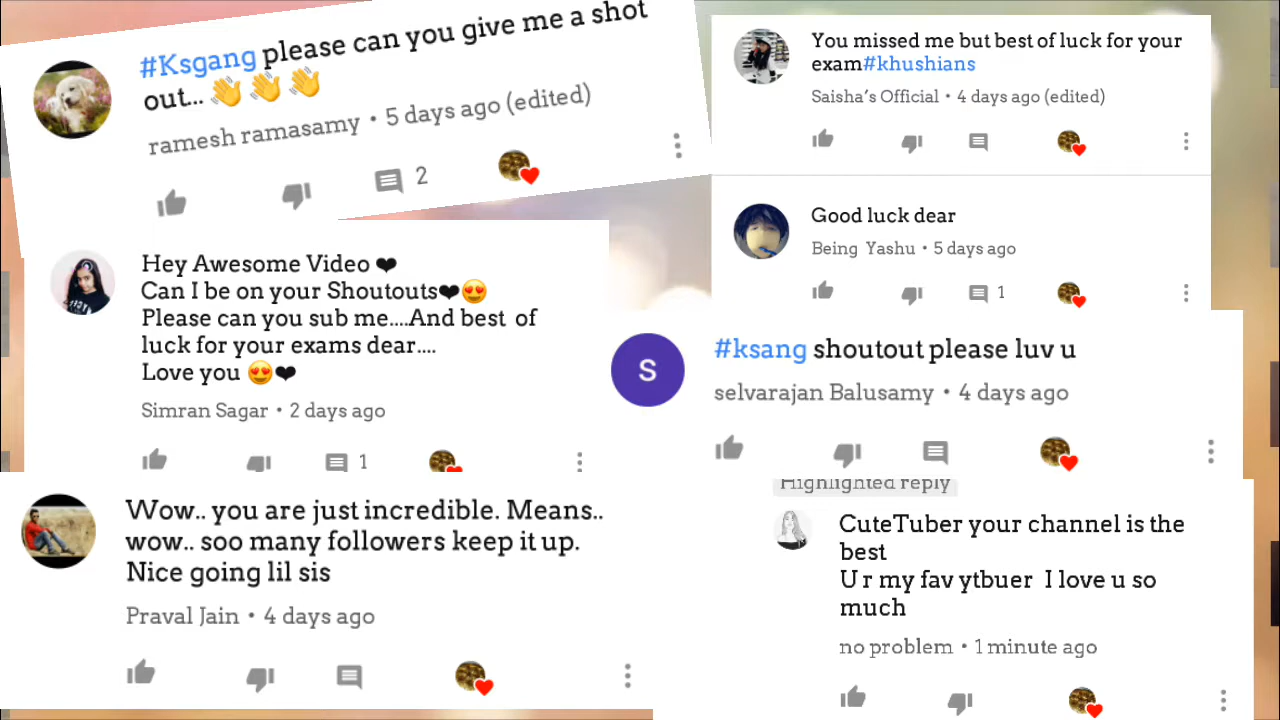 #Ksgang please can you give me a shot
out... 👋👋👋
ramesh ramasamy • 5 days ago (edited)
2
You missed me but best of luck for your
exam#khushians
Saisha's Official • 4 days ago (edited)
Good luck dear
Being Yashu • 5 days ago
1
Hey Awesome Video ❤
Can I be on your Shoutouts❤😍
Please can you sub me....And best of
luck for your exams dear....
Love you 😍❤
Simran Sagar • 2 days ago
1
S
#ksang shoutout please luv u
selvarajan Balusamy • 4 days ago
Wow.. you are just incredible. Means..
wow.. soo many followers keep it up.
Nice going lil sis
Praval Jain • 4 days ago
Highlighted reply
CuteTuber your channel is the
best
U r my fav ytbuer I love u so
much
no problem • 1 minute ago